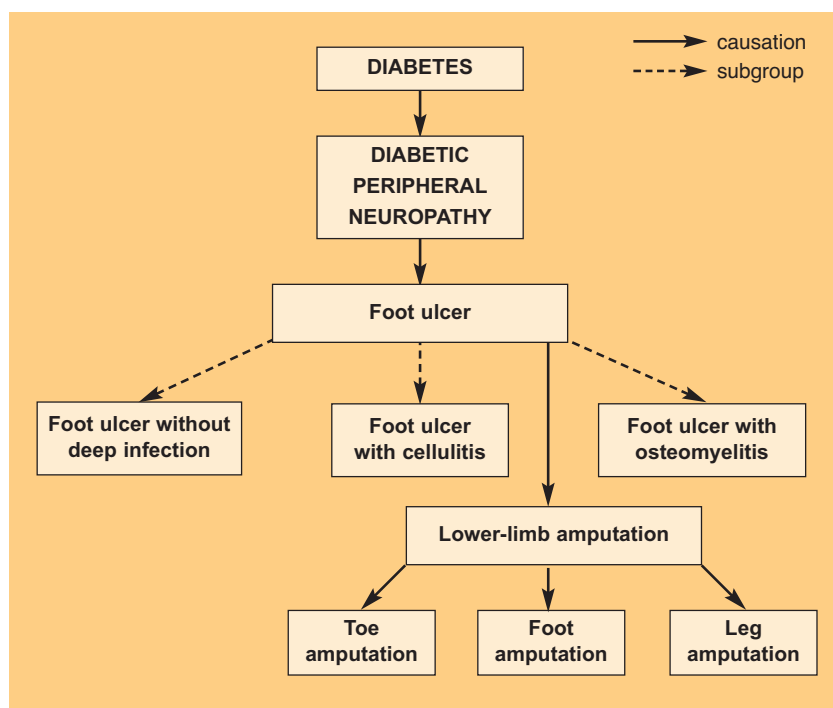 causation
subgroup
DIABETES
DIABETIC
PERIPHERAL
NEUROPATHY
Foot ulcer
Foot ulcer without
deep infection
Foot ulcer
with cellulitis
Foot ulcer with
osteomyelitis
Lower-limb amputation
Toe
amputation
Foot
amputation
Leg
amputation